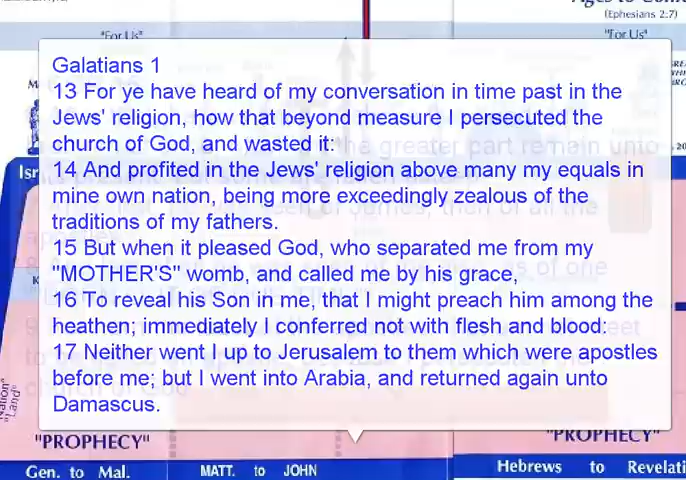 Ages to Com
(Ephesians 2:7)
"For Us" "For Us"
Galatians 1
13 For ye have heard of my conversation in time past in the
Jews' religion, how that beyond measure I persecuted the
church of God, and wasted it:
14 And profited in the Jews' religion above many my equals in
mine own nation, being more exceedingly zealous of the
traditions of my fathers.
15 But when it pleased God, who separated me from my
"MOTHER'S" womb, and called me by his grace,
16 To reveal his Son in me, that I might preach him among the
heathen; immediately I conferred not with flesh and blood:
17 Neither went I up to Jerusalem to them which were apostles
before me; but I went into Arabia, and returned again unto
Damascus.
"Land"
"PROPHECY" "PROPHECY"
Gen. to Mal. MATT. to JOHN Hebrews to Revelati